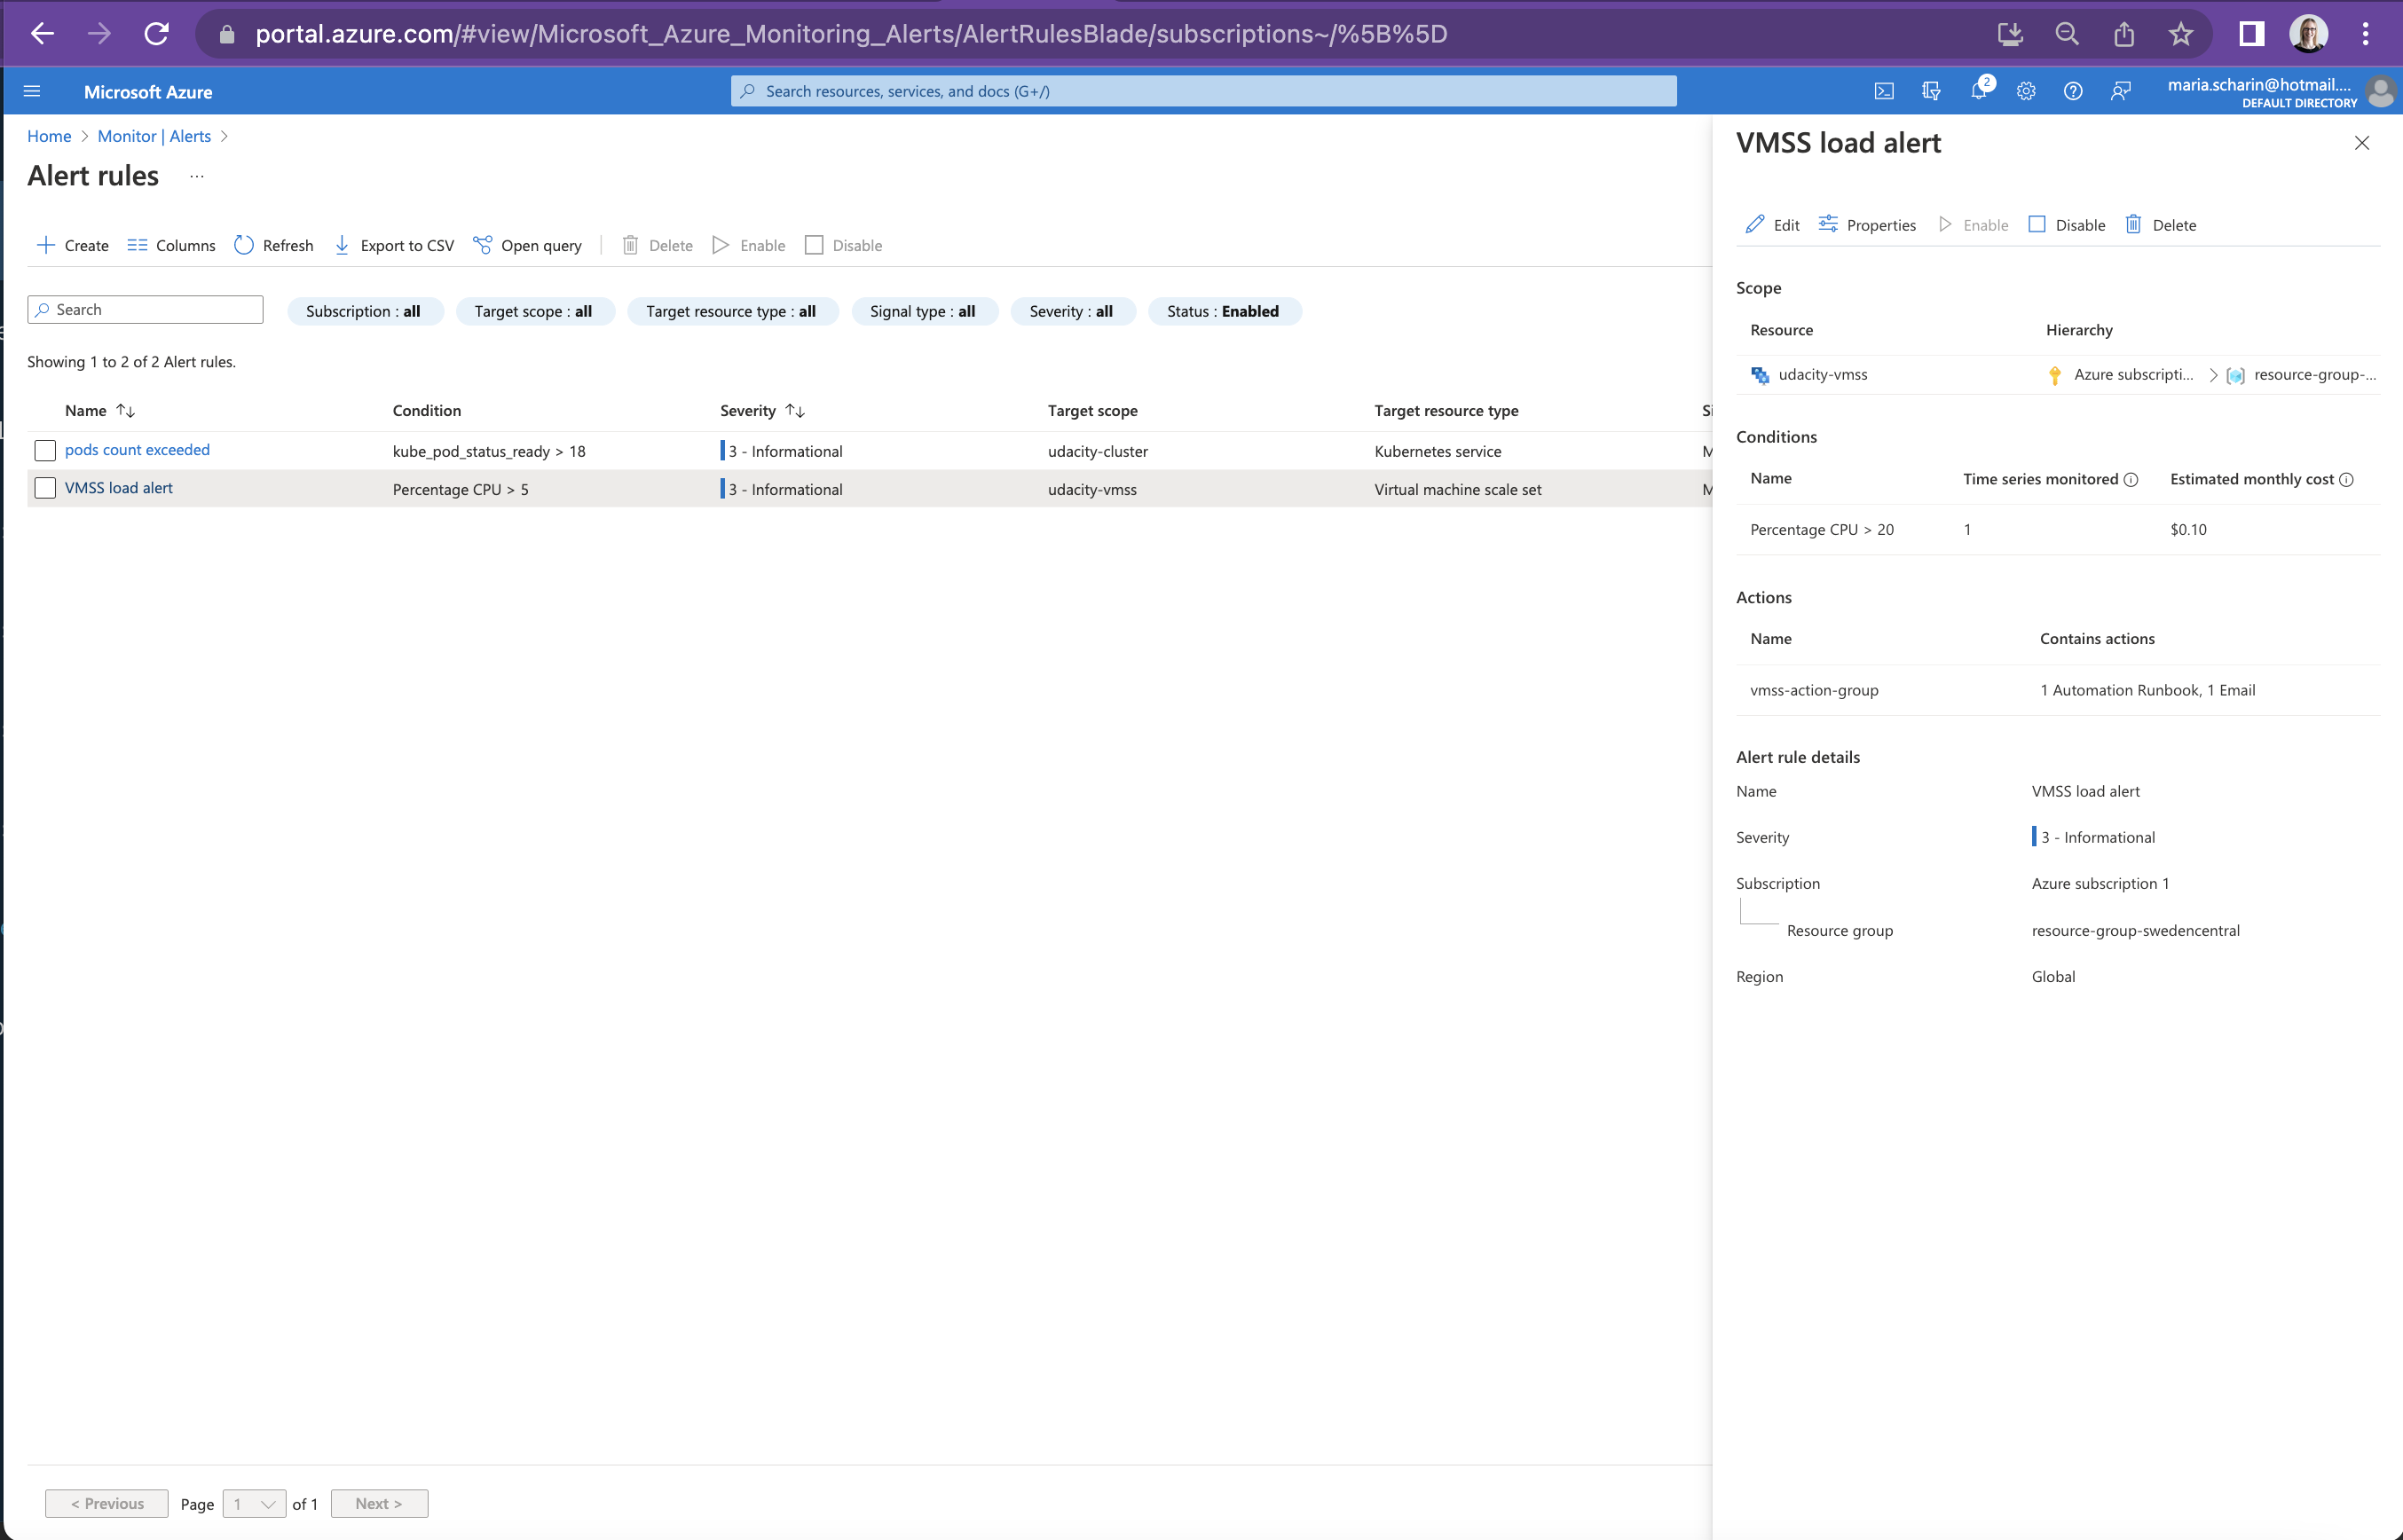 portal.azure.com/#view/Microsoft_Azure_Monitoring_Alerts/AlertRulesBlade/subscriptions~/%5B%5D
Microsoft Azure
Search resources, services, and docs (G+/)
2
maria.scharin@hotmail....
DEFAULT DIRECTORY
Home > Monitor | Alerts >
Alert rules ...
Create Columns Refresh Export to CSV Open query Delete Enable Disable
Search
Subscription : all Target scope : all Target resource type : all Signal type : all Severity : all Status : Enabled
Showing 1 to 2 of 2 Alert rules.
Name Condition Severity Target scope Target resource type Si
pods count exceeded kube_pod_status_ready > 18 3 - Informational udacity-cluster Kubernetes service M
VMSS load alert Percentage CPU > 5 3 - Informational udacity-vmss Virtual machine scale set M
< Previous Page 1 of 1 Next >
VMSS load alert
Edit Properties Enable Disable Delete
Scope
Resource Hierarchy
udacity-vmss Azure subscripti... > resource-group-...
Conditions
Name Time series monitored Estimated monthly cost
Percentage CPU > 20 1 $0.10
Actions
Name Contains actions
vmss-action-group 1 Automation Runbook, 1 Email
Alert rule details
Name VMSS load alert
Severity 3 - Informational
Subscription Azure subscription 1
Resource group resource-group-swedencentral
Region Global